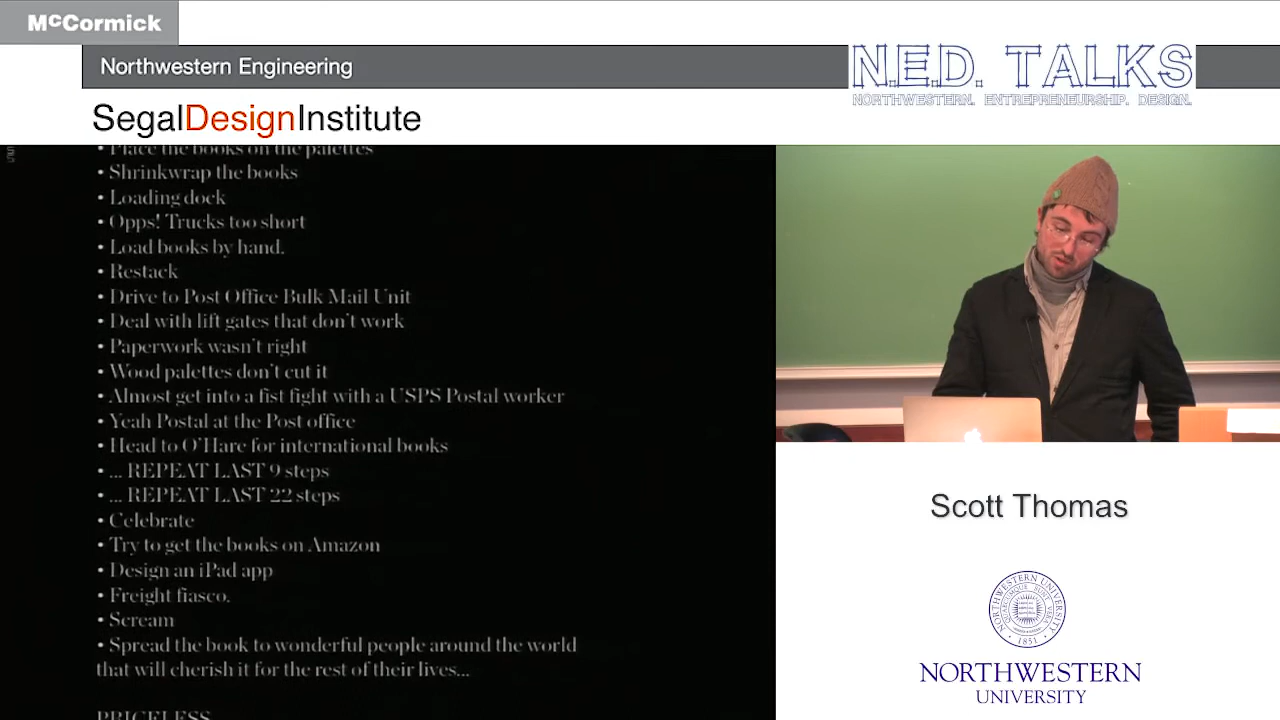 McCormick
Northwestern Engineering
N.E.D. TALKS
NORTHWESTERN. ENTREPRENEURSHIP. DESIGN.
SegalDesignInstitute
• Place the books on the palettes
• Shrinkwrap the books
• Loading dock
• Opps! Trucks too short
• Load books by hand.
• Restack
• Drive to Post Office Bulk Mail Unit
• Deal with lift gates that don't work
• Paperwork wasn't right
• Wood palettes don't cut it
• Almost get into a fist fight with a USPS Postal worker
• Yeah Postal at the Post office
• Head to O'Hare for international books
• ... REPEAT LAST 9 steps
• ... REPEAT LAST 22 steps
• Celebrate
• Try to get the books on Amazon
• Design an iPad app
• Freight fiasco.
• Scream
• Spread the book to wonderful people around the world
that will cherish it for the rest of their lives...
PRICELESS
Scott Thomas
NORTHWESTERN UNIVERSITY
1851
NORTHWESTERN
UNIVERSITY